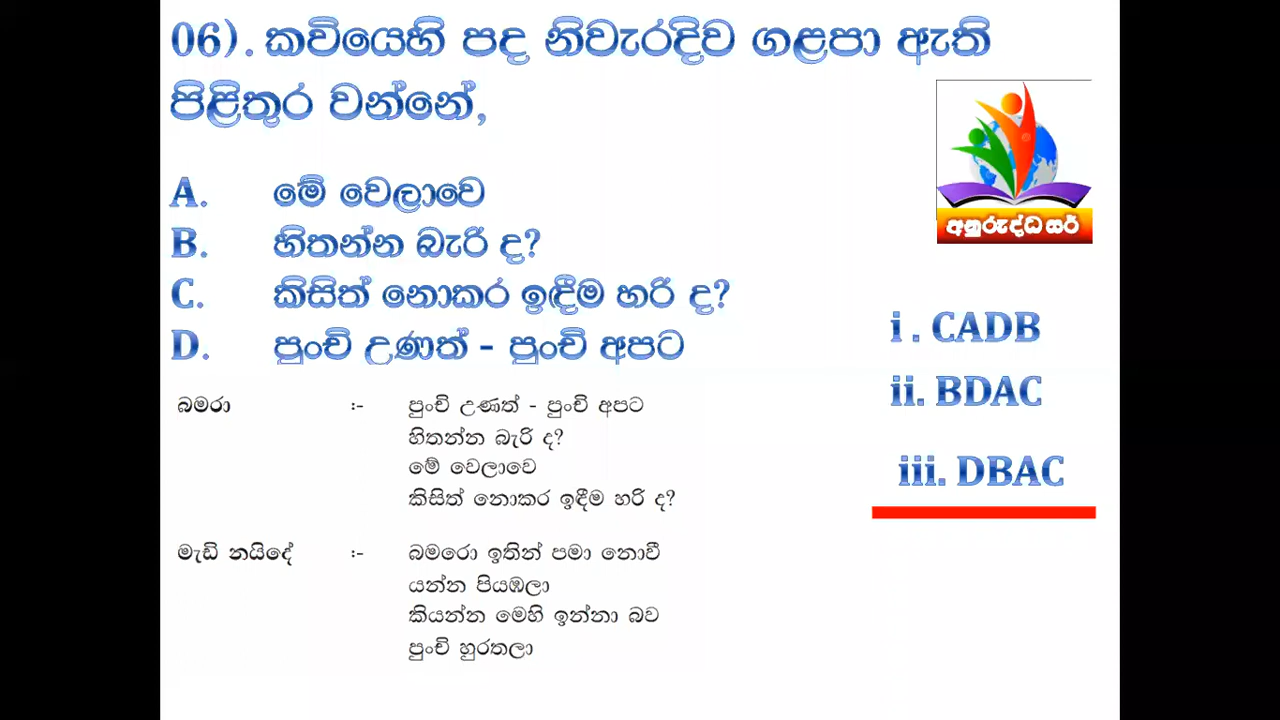 06). කවියෙහි පද නිවැරදිව ගළපා ඇති
පිළිතුර වන්නේ,
අනුරුද්ධ සර්
A. මේ වෙලාවෙ
B. හිතන්න බැරි ද?
C. කිසිත් නොකර ඉඳීම හරි ද?
D. පුංචි උණත් - පුංචි අපට
i . CADB
ii. BDAC
iii. DBAC
බමරා :- පුංචි උණත් - පුංචි අපට
හිතන්න බැරි ද?
මේ වෙලාවෙ
කිසිත් නොකර ඉඳීම හරි ද?
මැඩි නයිදේ :- බමරො ඉතින් පමා නොවී
යන්න පියඹලා
කියන්න මෙහි ඉන්නා බව
පුංචි හුරතලා